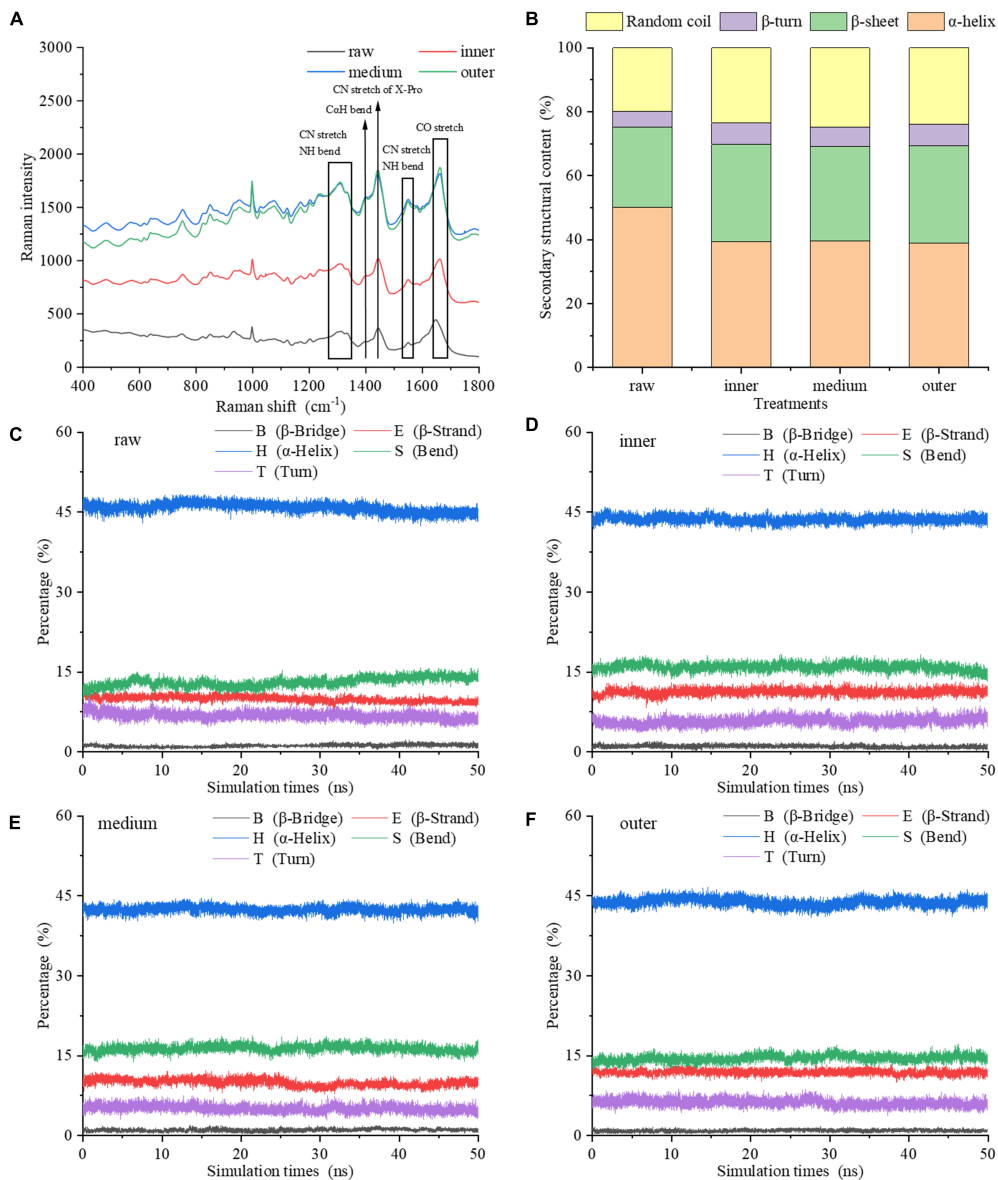 A
raw
inner
medium
outer
CN stretch of X-Pro
CαH bend
CN stretch
NH bend
CN stretch
NH bend
CO stretch
Raman intensity
3000
2500
2000
1500
1000
500
0
400
600
800
1000
1200
1400
1600
1800
Raman shift (cm-1)
B
Random coil
β-turn
β-sheet
α-helix
Secondary structural content (%)
100
80
60
40
20
0
raw
inner
medium
outer
Treatments
C
raw
B (β-Bridge)
E (β-Strand)
H (α-Helix)
S (Bend)
T (Turn)
Percentage (%)
60
45
30
15
0
0
10
20
30
40
50
Simulation times (ns)
D
inner
B (β-Bridge)
E (β-Strand)
H (α-Helix)
S (Bend)
T (Turn)
Percentage (%)
60
45
30
15
0
0
10
20
30
40
50
Simulation times (ns)
E
medium
B (β-Bridge)
E (β-Strand)
H (α-Helix)
S (Bend)
T (Turn)
Percentage (%)
60
45
30
15
0
0
10
20
30
40
50
Simulation times (ns)
F
outer
B (β-Bridge)
E (β-Strand)
H (α-Helix)
S (Bend)
T (Turn)
Percentage (%)
60
45
30
15
0
0
10
20
30
40
50
Simulation times (ns)